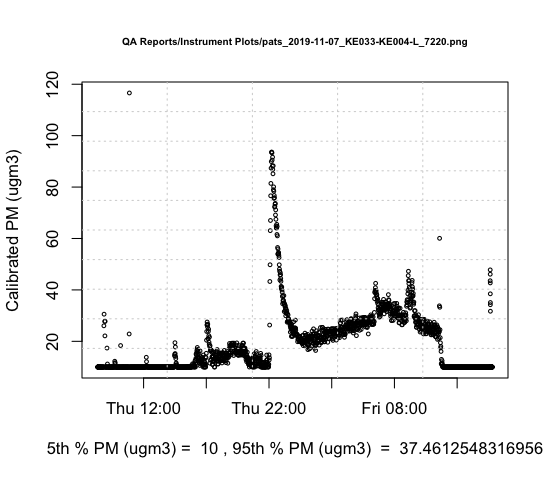 QA Reports/Instrument Plots/pats_2019-11-07_KE033-KE004-L_7220.png
Calibrated PM (ugm3)
120
100
80
60
40
20
Thu 12:00 Thu 22:00 Fri 08:00
5th % PM (ugm3) = 10 , 95th % PM (ugm3) = 37.4612548316956